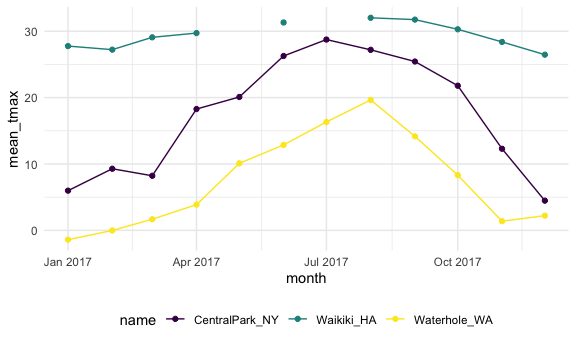 30
20
10
0
mean_tmax
Jan 2017 Apr 2017 Jul 2017 Oct 2017
month
name CentralPark_NY Waikiki_HA Waterhole_WA